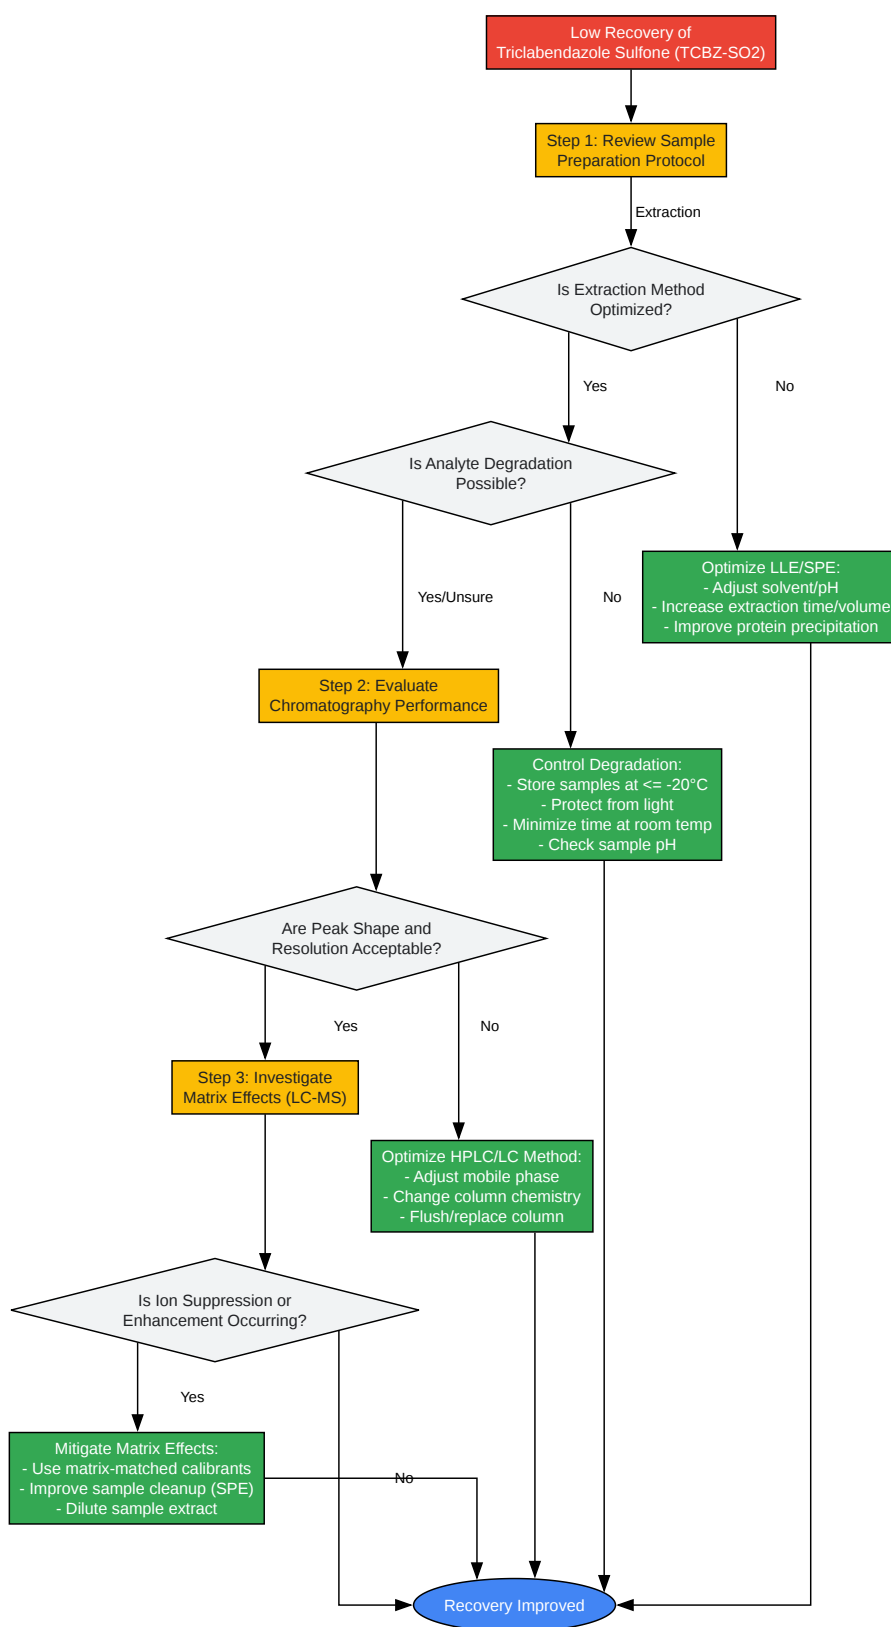 Low Recovery of
Triclabendazole Sulfone (TCBZ-SO2)
Step 1: Review Sample
Preparation Protocol
Extraction
Is Extraction Method
Optimized?
Yes
No
Is Analyte Degradation
Possible?
Yes/Unsure
No
Optimize LLE/SPE:
- Adjust solvent/pH
- Increase extraction time/volume
- Improve protein precipitation
Step 2: Evaluate
Chromatography Performance
Control Degradation:
- Store samples at <= -20°C
- Protect from light
- Minimize time at room temp
- Check sample pH
Are Peak Shape and
Resolution Acceptable?
Yes
No
Step 3: Investigate
Matrix Effects (LC-MS)
Optimize HPLC/LC Method:
- Adjust mobile phase
- Change column chemistry
- Flush/replace column
Is Ion Suppression or
Enhancement Occurring?
Yes
Mitigate Matrix Effects:
- Use matrix-matched calibrants
- Improve sample cleanup (SPE)
- Dilute sample extract
No
Recovery Improved